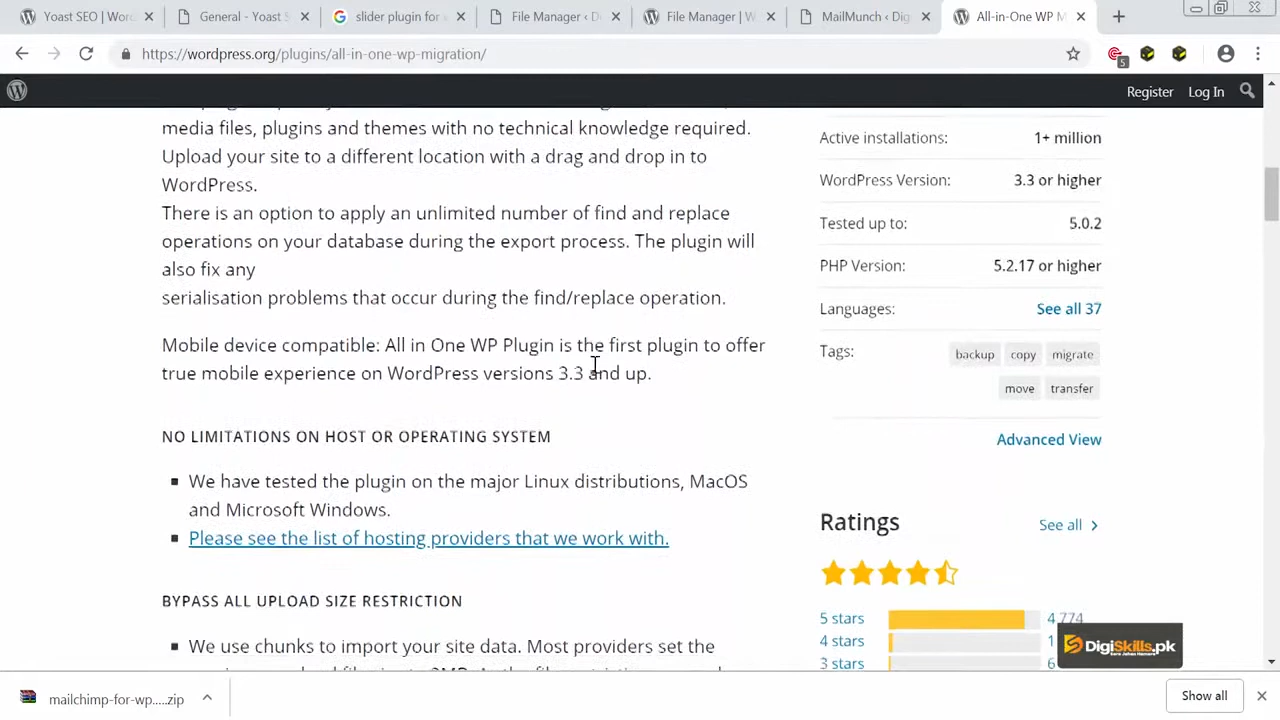 Yoast SEO | Word
General ‹ Yoast S
slider plugin for w
File Manager ‹ D
File Manager | W
MailMunch ‹ Dig
All-in-One WP M
https://wordpress.org/plugins/all-in-one-wp-migration/
5
Register
Log In
media files, plugins and themes with no technical knowledge required.
Upload your site to a different location with a drag and drop in to
WordPress.
There is an option to apply an unlimited number of find and replace
operations on your database during the export process. The plugin will
also fix any
serialisation problems that occur during the find/replace operation.
Mobile device compatible: All in One WP Plugin is the first plugin to offer
true mobile experience on WordPress versions 3.3 and up.
NO LIMITATIONS ON HOST OR OPERATING SYSTEM
We have tested the plugin on the major Linux distributions, MacOS
and Microsoft Windows.
Please see the list of hosting providers that we work with.
BYPASS ALL UPLOAD SIZE RESTRICTION
We use chunks to import your site data. Most providers set the
Active installations: 1+ million
WordPress Version: 3.3 or higher
Tested up to: 5.0.2
PHP Version: 5.2.17 or higher
Languages: See all 37
Tags: backup copy migrate
move transfer
Advanced View
Ratings See all
5 stars 4,774
4 stars 1
3 stars 6
DigiSkills.pk
mailchimp-for-wp.....zip
Show all